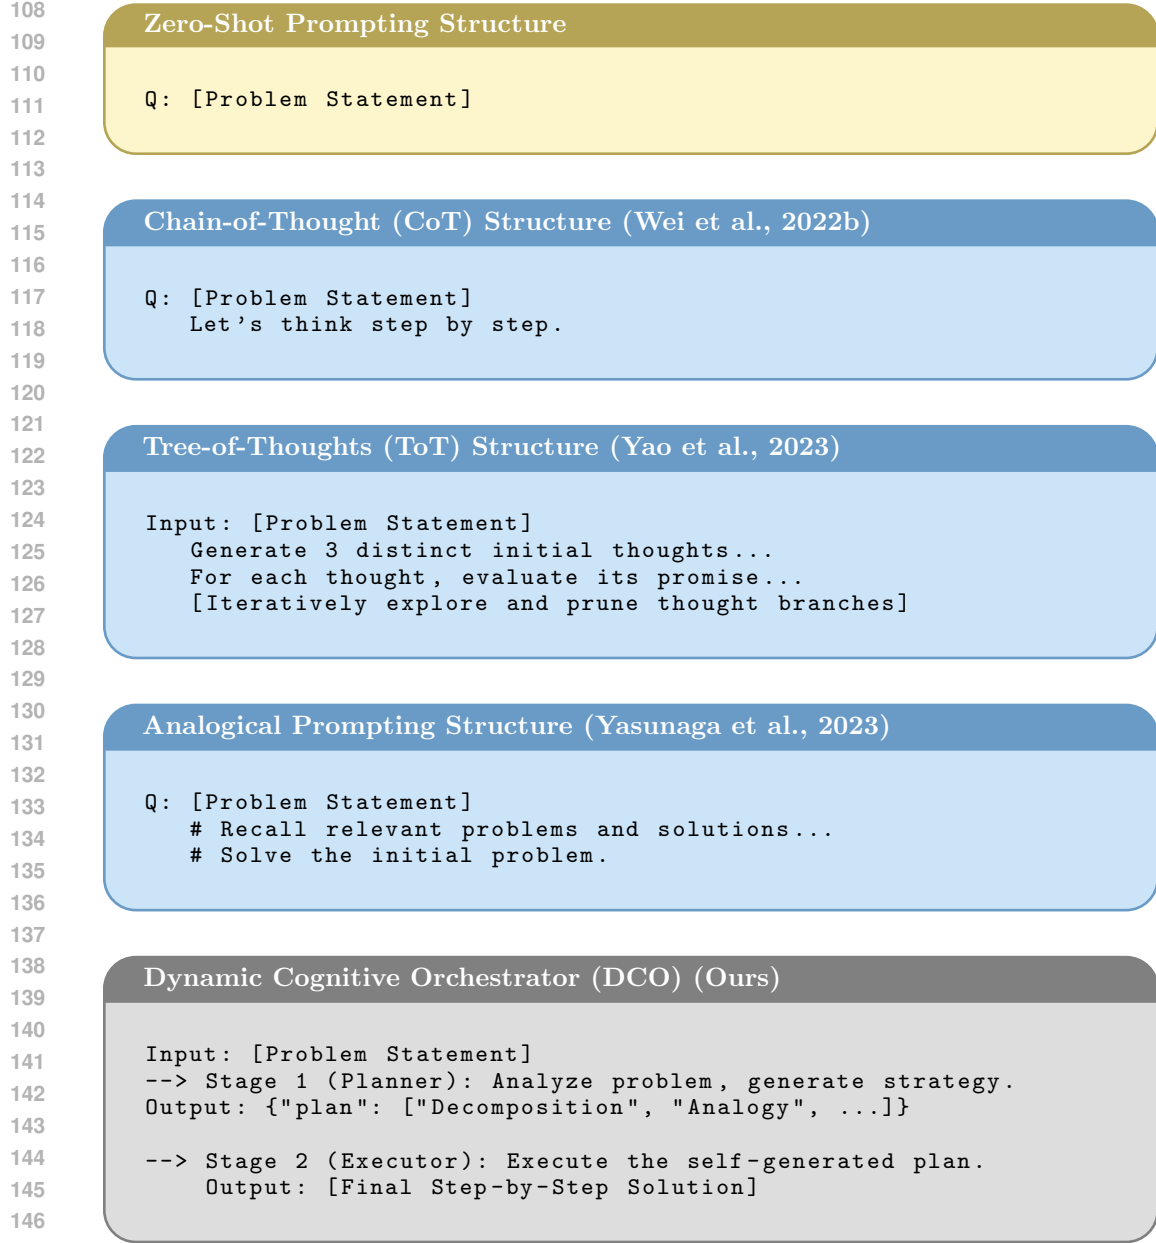 108
109
110
111
112
113
114
115
116
117
118
119
120
121
122
123
124
125
126
127
128
129
130
131
132
133
134
135
136
137
138
139
140
141
142
143
144
145
146
Zero-Shot Prompting Structure
Q: [Problem Statement]
Chain-of-Thought (CoT) Structure (Wei et al., 2022b)
Q: [Problem Statement]
Let's think step by step.
Tree-of-Thoughts (ToT) Structure (Yao et al., 2023)
Input: [Problem Statement]
Generate 3 distinct initial thoughts...
For each thought, evaluate its promise...
[Iteratively explore and prune thought branches]
Analogical Prompting Structure (Yasunaga et al., 2023)
Q: [Problem Statement]
# Recall relevant problems and solutions...
# Solve the initial problem.
Dynamic Cognitive Orchestrator (DCO) (Ours)
Input: [Problem Statement]
--> Stage 1 (Planner): Analyze problem, generate strategy.
Output: {"plan": ["Decomposition", "Analogy", ...]}
--> Stage 2 (Executor): Execute the self-generated plan.
Output: [Final Step-by-Step Solution]